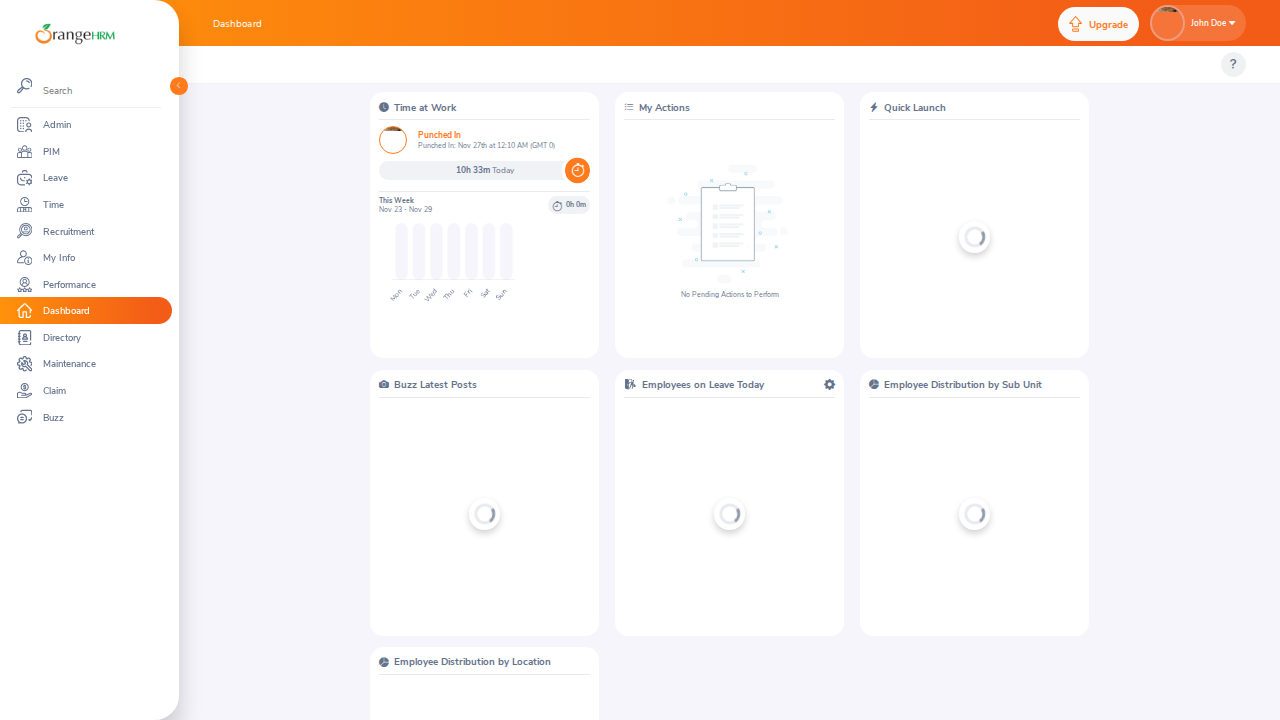 OrangeHRM
Dashboard
Upgrade
John Doe
?
Search
Admin
PIM
Leave
Time
Recruitment
My Info
Performance
Dashboard
Directory
Maintenance
Claim
Buzz
Time at Work
Punched In
Punched In: Nov 27th at 12:10 AM (GMT 0)
10h 33m Today
This Week
Nov 23 - Nov 29
0h 0m
Mon Tue Wed Thu Fri Sat Sun
My Actions
No Pending Actions to Perform
Quick Launch
Buzz Latest Posts
Employees on Leave Today
Employee Distribution by Sub Unit
Employee Distribution by Location